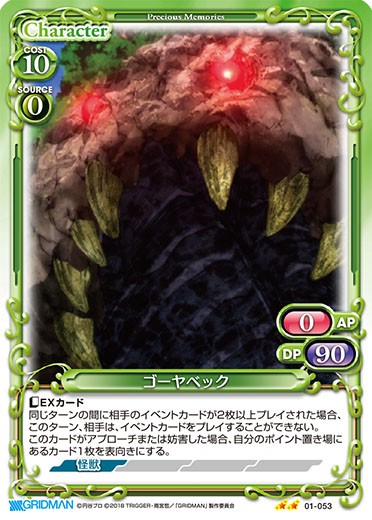 Precious Memories
Character
COST
10
SOURCE
0
0 AP
DP 90
ゴーヤベック
EXカード
同じターンの間に相手のイベントカードが2枚以上プレイされた場合、
このターン、相手は、イベントカードをプレイすることができない。
このカードがアプローチまたは妨害した場合、自分のポイント置き場に
あるカード1枚を表向きにする。
怪獣
GRIDMAN
©円谷プロ ©2018 TRIGGER・雨宮哲／「GRIDMAN」製作委員会
01-053